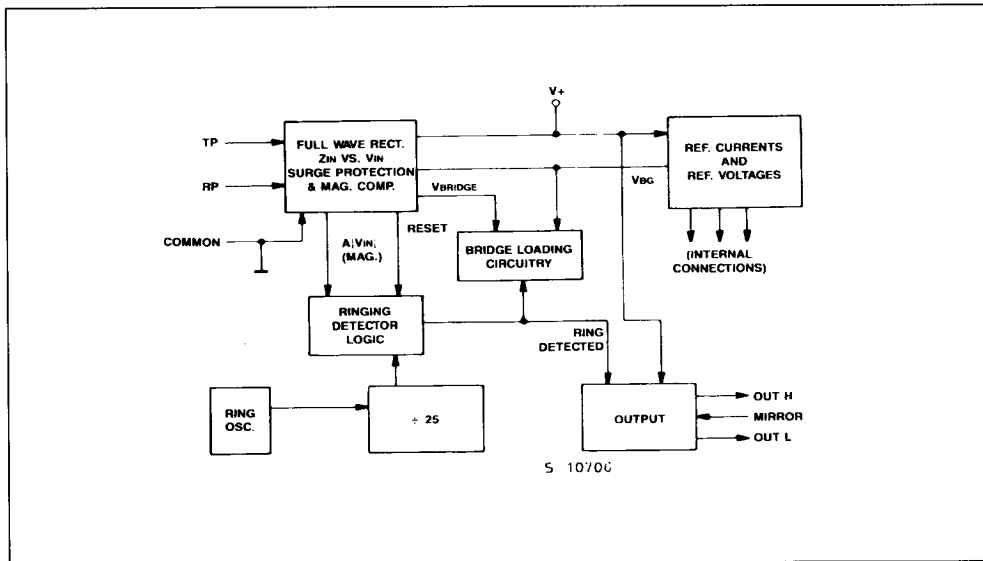 V+
TP
RP
COMMON
FULL WAVE RECT.
ZIN VS. VIN
SURGE PROTECTION
& MAG. COMP.
REF. CURRENTS
AND
REF. VOLTAGES
VBG
VBRIDGE
RESET
A¦VIN¦
(MAG.)
BRIDGE LOADING
CIRCUITRY
(INTERNAL
CONNECTIONS)
RINGING
DETECTOR
LOGIC
RING
DETECTED
RING
OSC.
÷ 25
OUTPUT
OUT H
MIRROR
OUT L
S 10706